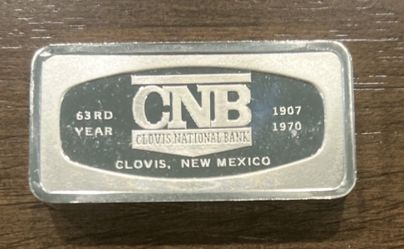 CNB
CLOVIS NATIONAL BANK
63RD
YEAR
1907
1970
CLOVIS, NEW MEXICO